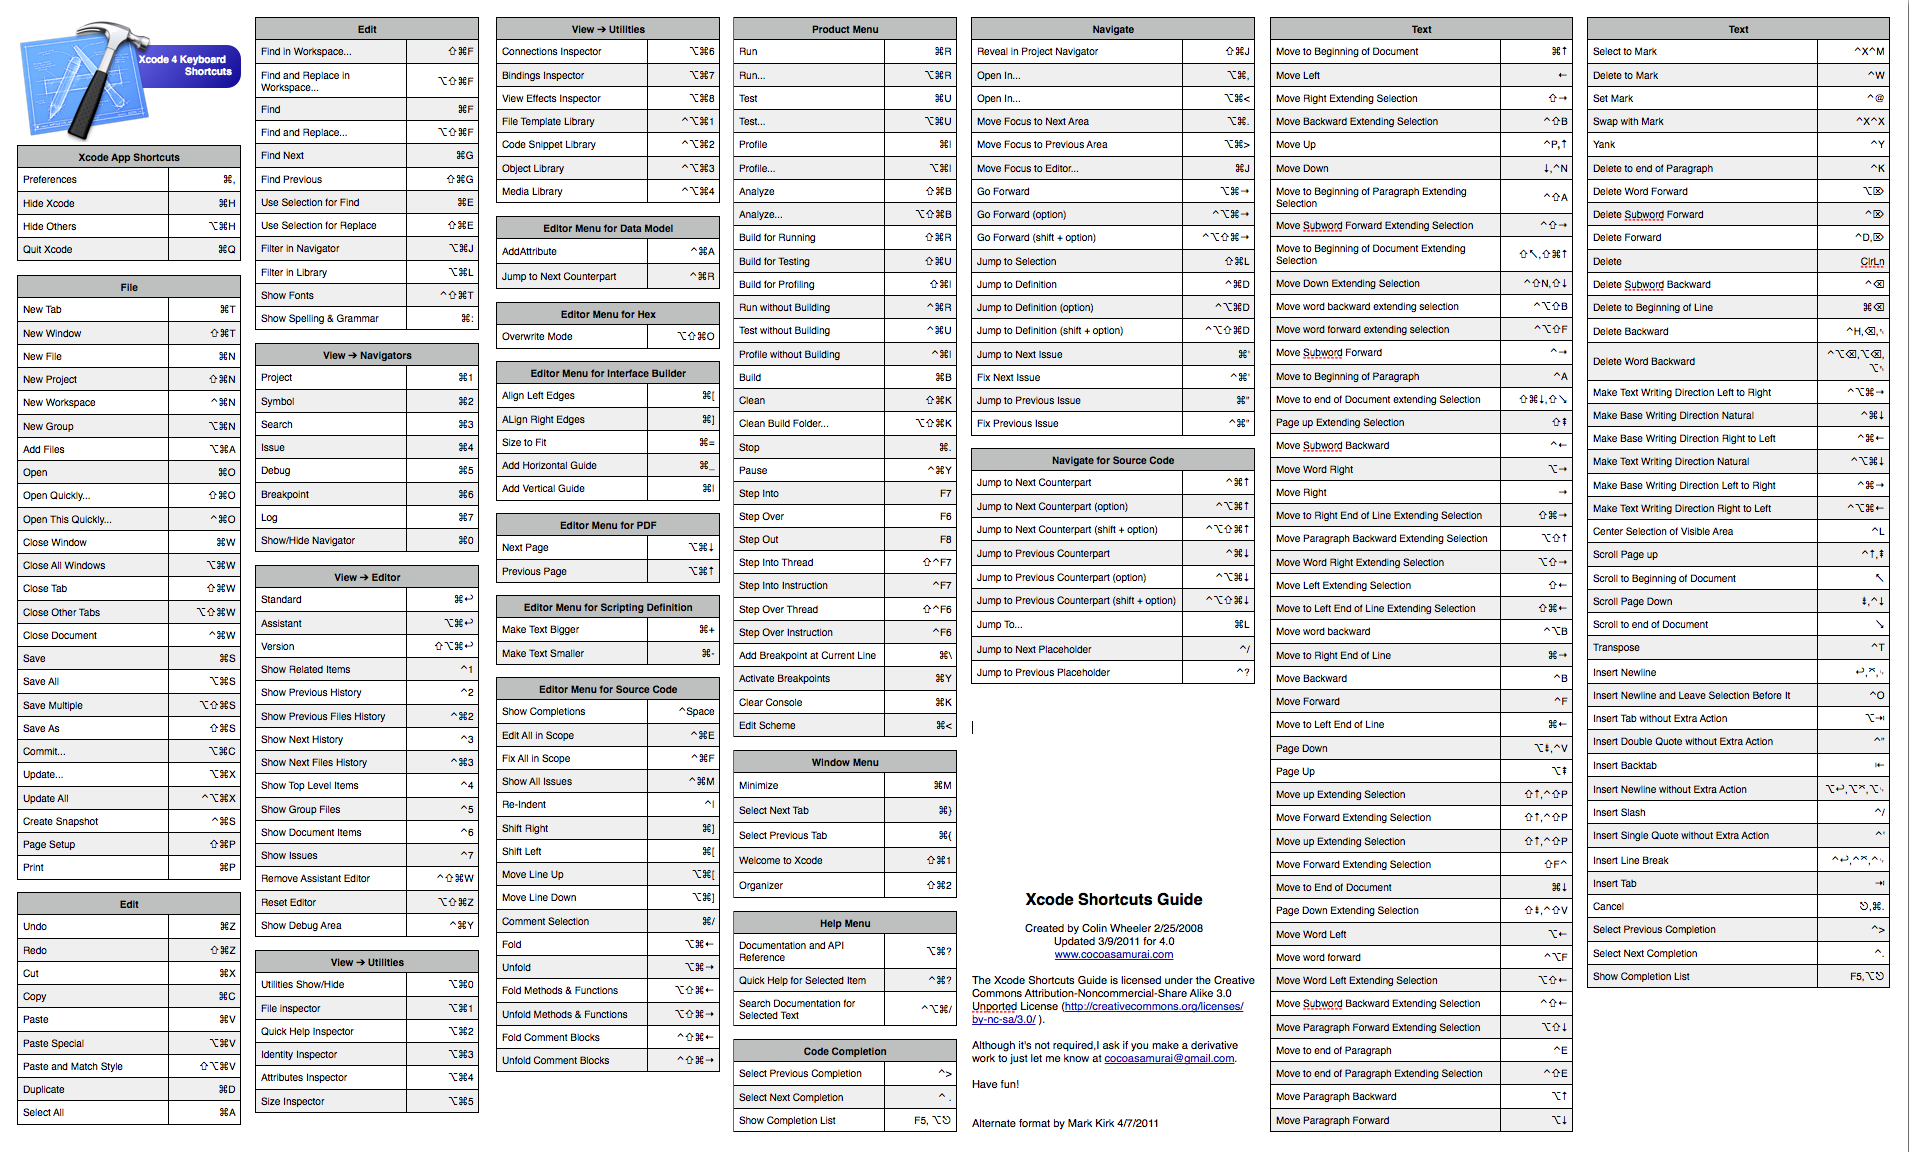 Xcode 4 Keyboard
Shortcuts
Xcode App Shortcuts
Preferences ⌘,
Hide Xcode ⌘H
Hide Others ⌥⌘H
Quit Xcode ⌘Q
File
New Tab ⌘T
New Window ⇧⌘T
New File ⌘N
New Project ⇧⌘N
New Workspace ^⌘N
New Group ⌥⌘N
Add Files ⌥⌘A
Open ⌘O
Open Quickly... ⇧⌘O
Open This Quickly... ^⌘O
Close Window ⌘W
Close All Windows ⌥⌘W
Close Tab ⇧⌘W
Close Other Tabs ⌥⇧⌘W
Close Document ^⌘W
Save ⌘S
Save All ⌥⌘S
Save Multiple ⌥⇧⌘S
Save As ⇧⌘S
Commit... ⌥⌘C
Update... ⌥⌘X
Update All ^⌥⌘X
Create Snapshot ^⌘S
Page Setup ⇧⌘P
Print ⌘P
Edit
Undo ⌘Z
Redo ⇧⌘Z
Cut ⌘X
Copy ⌘C
Paste ⌘V
Paste Special ⌥⌘V
Paste and Match Style ⇧⌥⌘V
Duplicate ⌘D
Select All ⌘A
Edit
Find in Workspace... ⇧⌘F
Find and Replace in
Workspace... ⌥⇧⌘F
Find ⌘F
Find and Replace... ⌥⇧⌘F
Find Next ⌘G
Find Previous ⇧⌘G
Use Selection for Find ⌘E
Use Selection for Replace ⇧⌘E
Filter in Navigator ⌥⌘J
Filter in Library ⌥⌘L
Show Fonts ^⇧⌘T
Show Spelling & Grammar ⌘:
View ➔ Navigators
Project ⌘1
Symbol ⌘2
Search ⌘3
Issue ⌘4
Debug ⌘5
Breakpoint ⌘6
Log ⌘7
Show/Hide Navigator ⌘0
View ➔ Editor
Standard ⌘↩
Assistant ⌥⌘↩
Version ⇧⌥⌘↩
Show Related Items ^1
Show Previous History ^2
Show Previous Files History ^⌘2
Show Next History ^3
Show Next Files History ^⌘3
Show Top Level Items ^4
Show Group Files ^5
Show Document Items ^6
Show Issues ^7
Remove Assistant Editor ^⇧⌘W
Reset Editor ⌥⇧⌘Z
Show Debug Area ^⌘Y
View ➔ Utilities
Utilities Show/Hide ⌥⌘0
File inspector ⌥⌘1
Quick Help Inspector ⌥⌘2
Identity Inspector ⌥⌘3
Attributes Inspector ⌥⌘4
Size Inspector ⌥⌘5
View ➔ Utilities
Connections Inspector ⌥⌘6
Bindings Inspector ⌥⌘7
View Effects Inspector ⌥⌘8
File Template Library ^⌥⌘1
Code Snippet Library ^⌥⌘2
Object Library ^⌥⌘3
Media Library ^⌥⌘4
Editor Menu for Data Model
AddAttribute ^⌘A
Jump to Next Counterpart ^⌘R
Editor Menu for Hex
Overwrite Mode ⌥⇧⌘O
Editor Menu for Interface Builder
Align Left Edges ⌘[
ALign Right Edges ⌘]
Size to Fit ⌘=
Add Horizontal Guide ⌘_
Add Vertical Guide ⌘|
Editor Menu for PDF
Next Page ⌥⌘↓
Previous Page ⌥⌘↑
Editor Menu for Scripting Definition
Make Text Bigger ⌘+
Make Text Smaller ⌘-
Editor Menu for Source Code
Show Completions ^Space
Edit All in Scope ^⌘E
Fix All in Scope ^⌘F
Show All Issues ^⌘M
Re-Indent ^I
Shift Right ⌘]
Shift Left ⌘[
Move Line Up ⌥⌘[
Move Line Down ⌥⌘]
Comment Selection ⌘/
Fold ⌥⌘←
Unfold ⌥⌘→
Fold Methods & Functions ⌥⇧⌘←
Unfold Methods & Functions ⌥⇧⌘→
Fold Comment Blocks ^⇧⌘←
Unfold Comment Blocks ^⇧⌘→
Product Menu
Run ⌘R
Run... ⌥⌘R
Test ⌘U
Test... ⌥⌘U
Profile ⌘I
Profile... ⌥⌘I
Analyze ⇧⌘B
Analyze... ⌥⇧⌘B
Build for Running ⇧⌘R
Build for Testing ⇧⌘U
Build for Profiling ⇧⌘I
Run without Building ^⌘R
Test without Building ^⌘U
Profile without Building ^⌘I
Build ⌘B
Clean ⇧⌘K
Clean Build Folder... ⌥⇧⌘K
Stop ⌘.
Pause ^⌘Y
Step Into F7
Step Over F6
Step Out F8
Step Into Thread ⇧^F7
Step Into Instruction ^F7
Step Over Thread ⇧^F6
Step Over Instruction ^F6
Add Breakpoint at Current Line ⌘\
Activate Breakpoints ⌘Y
Clear Console ⌘K
Edit Scheme ⌘<
Window Menu
Minimize ⌘M
Select Next Tab ⌘}
Select Previous Tab ⌘{
Welcome to Xcode ⇧⌘1
Organizer ⇧⌘2
Help Menu
Documentation and API
Reference ⌥⌘?
Quick Help for Selected Item ^⌘?
Search Documentation for
Selected Text ^⌥⌘/
Code Completion
Select Previous Completion ^>
Select Next Completion ^.
Show Completion List F5, ⌥⎋
Navigate
Reveal in Project Navigator ⇧⌘J
Open In... ⌥⌘,
Open In... ⌥⌘<
Move Focus to Next Area ⌥⌘.
Move Focus to Previous Area ⌥⌘>
Move Focus to Editor... ⌘J
Go Forward ⌥⌘→
Go Forward (option) ^⌥⌘→
Go Forward (shift + option) ^⌥⇧⌘→
Jump to Selection ⇧⌘L
Jump to Definition ^⌘D
Jump to Definition (option) ^⌥⌘D
Jump to Definition (shift + option) ^⌥⇧⌘D
Jump to Next Issue ⌘'
Fix Next Issue ^⌘'
Jump to Previous Issue ⌘"
Fix Previous Issue ^⌘"
Navigate for Source Code
Jump to Next Counterpart ^⌘↑
Jump to Next Counterpart (option) ^⌥⌘↑
Jump to Next Counterpart (shift + option) ^⌥⇧⌘↑
Jump to Previous Counterpart ^⌘↓
Jump to Previous Counterpart (option) ^⌥⌘↓
Jump to Previous Counterpart (shift + option) ^⌥⇧⌘↓
Jump To... ⌘L
Jump to Next Placeholder ^/
Jump to Previous Placeholder ^?
Xcode Shortcuts Guide
Created by Colin Wheeler 2/25/2008
Updated 3/9/2011 for 4.0
www.cocoasamurai.com
The Xcode Shortcuts Guide is licensed under the Creative
Commons Attribution-Noncommercial-Share Alike 3.0
Unported License (http://creativecommons.org/licenses/
by-nc-sa/3.0/ ).
Although it's not required,I ask if you make a derivative
work to just let me know at cocoasamurai@gmail.com.
Have fun!
Alternate format by Mark Kirk 4/7/2011
Text
Move to Beginning of Document ⌘↑
Move Left ←
Move Right Extending Selection ⇧→
Move Backward Extending Selection ^⇧B
Move Up ^P,↑
Move Down ↓,^N
Move to Beginning of Paragraph Extending
Selection ^⇧A
Move Subword Forward Extending Selection ^⇧→
Move to Beginning of Document Extending
Selection ⇧↖,⇧⌘↑
Move Down Extending Selection ^⇧N,⇧↓
Move word backward extending selection ^⌥⇧B
Move word forward extending selection ^⌥⇧F
Move Subword Forward ^→
Move to Beginning of Paragraph ^A
Move to end of Document extending Selection ⇧⌘↓,⇧↘
Page up Extending Selection ⇧⇞
Move Subword Backward ^←
Move Word Right ⌥→
Move Right →
Move to Right End of Line Extending Selection ⇧⌘→
Move Paragraph Backward Extending Selection ⌥⇧↑
Move Word Right Extending Selection ⌥⇧→
Move Left Extending Selection ⇧←
Move to Left End of Line Extending Selection ⇧⌘←
Move word backward ^⌥B
Move to Right End of Line ⌘→
Move Backward ^B
Move Forward ^F
Move to Left End of Line ⌘←
Page Down ⌥⇟,^V
Page Up ⌥⇞
Move up Extending Selection ⇧↑,^⇧P
Move Forward Extending Selection ⇧↑,^⇧P
Move up Extending Selection ⇧↑,^⇧P
Move Forward Extending Selection ⇧F^
Move to End of Document ⌘↓
Page Down Extending Selection ⇧⇟,^⇧V
Move Word Left ⌥←
Move word forward ^⌥F
Move Word Left Extending Selection ⌥⇧←
Move Subword Backward Extending Selection ^⇧←
Move Paragraph Forward Extending Selection ⌥⇧↓
Move to end of Paragraph ^E
Move to end of Paragraph Extending Selection ^⇧E
Move Paragraph Backward ⌥↑
Move Paragraph Forward ⌥↓
Text
Select to Mark ^X^M
Delete to Mark ^W
Set Mark ^@
Swap with Mark ^X^X
Yank ^Y
Delete to end of Paragraph ^K
Delete Word Forward ⌥⌦
Delete Subword Forward ^⌦
Delete Forward ^D,⌦
Delete ClrLn
Delete Subword Backward ^⌫
Delete to Beginning of Line ⌘⌫
Delete Backward ^H,⌫,
Delete Word Backward ^⌥⌫,⌥⌫,
⌥
Make Text Writing Direction Left to Right ^⌥⌘→
Make Base Writing Direction Natural ^⌘↓
Make Base Writing Direction Right to Left ^⌘←
Make Text Writing Direction Natural ^⌥⌘↓
Make Base Writing Direction Left to Right ^⌘→
Make Text Writing Direction Right to Left ^⌥⌘←
Center Selection of Visible Area ^L
Scroll Page up ^↑,⇞
Scroll to Beginning of Document ↖
Scroll Page Down ⇟,^↓
Scroll to end of Document ↘
Transpose ^T
Insert Newline ↩,⌤,
Insert Newline and Leave Selection Before It ^O
Insert Tab without Extra Action ⌥⇥
Insert Double Quote without Extra Action ^"
Insert Backtab ⇤
Insert Newline without Extra Action ⌥↩,⌥⌤,⌥
Insert Slash ^/
Insert Single Quote without Extra Action ^'
Insert Line Break ^↩,^⌤,^
Insert Tab ⇥
Cancel ⎋,⌘.
Select Previous Completion ^>
Select Next Completion ^.
Show Completion List F5,⌥⎋